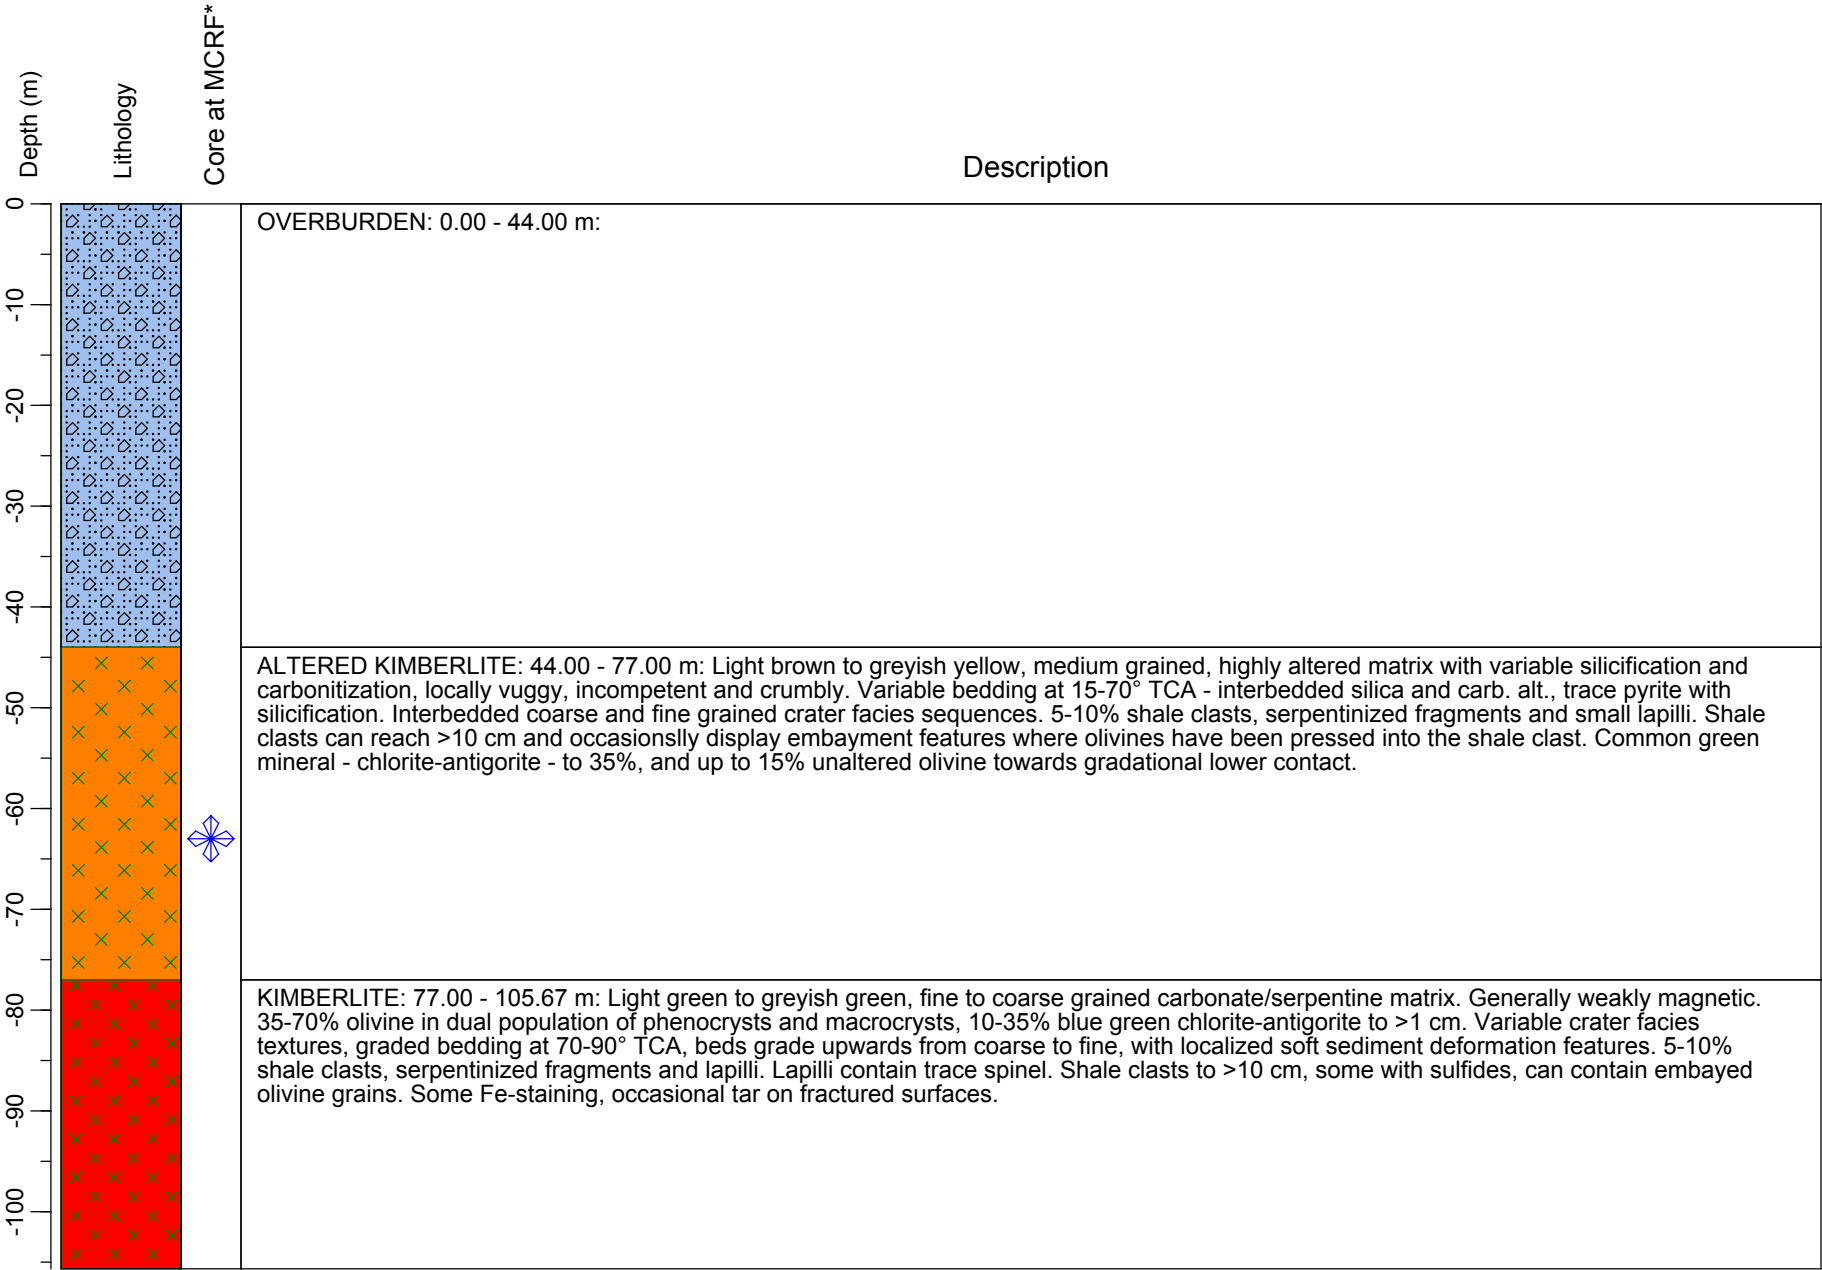 Depth (m)
Lithology
Core at MCRF*
Description
0
OVERBURDEN: 0.00 - 44.00 m:
-10
-20
-30
-40
ALTERED KIMBERLITE: 44.00 - 77.00 m: Light brown to greyish yellow, medium grained, highly altered matrix with variable silicification and
carbonitization, locally vuggy, incompetent and crumbly. Variable bedding at 15-70° TCA - interbedded silica and carb. alt., trace pyrite with
silicification. Interbedded coarse and fine grained crater facies sequences. 5-10% shale clasts, serpentinized fragments and small lapilli. Shale
clasts can reach >10 cm and occasionslly display embayment features where olivines have been pressed into the shale clast. Common green
mineral - chlorite-antigorite - to 35%, and up to 15% unaltered olivine towards gradational lower contact.
-50
-60
-70
KIMBERLITE: 77.00 - 105.67 m: Light green to greyish green, fine to coarse grained carbonate/serpentine matrix. Generally weakly magnetic.
35-70% olivine in dual population of phenocrysts and macrocrysts, 10-35% blue green chlorite-antigorite to >1 cm. Variable crater facies
textures, graded bedding at 70-90° TCA, beds grade upwards from coarse to fine, with localized soft sediment deformation features. 5-10%
shale clasts, serpentinized fragments and lapilli. Lapilli contain trace spinel. Shale clasts to >10 cm, some with sulfides, can contain embayed
olivine grains. Some Fe-staining, occasional tar on fractured surfaces.
-80
-90
-100